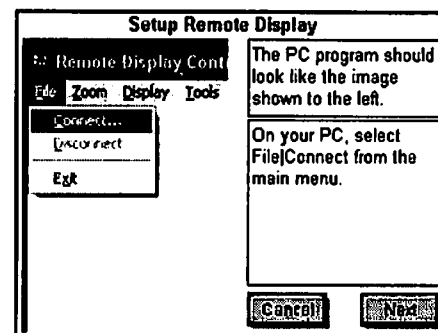 Setup Remote Display
Remote Display Cont
File Zoom Display Tools
Connect...
Disconnect
Exit
The PC program should
look like the image
shown to the left.
On your PC, select
File|Connect from the
main menu.
Cancel Next